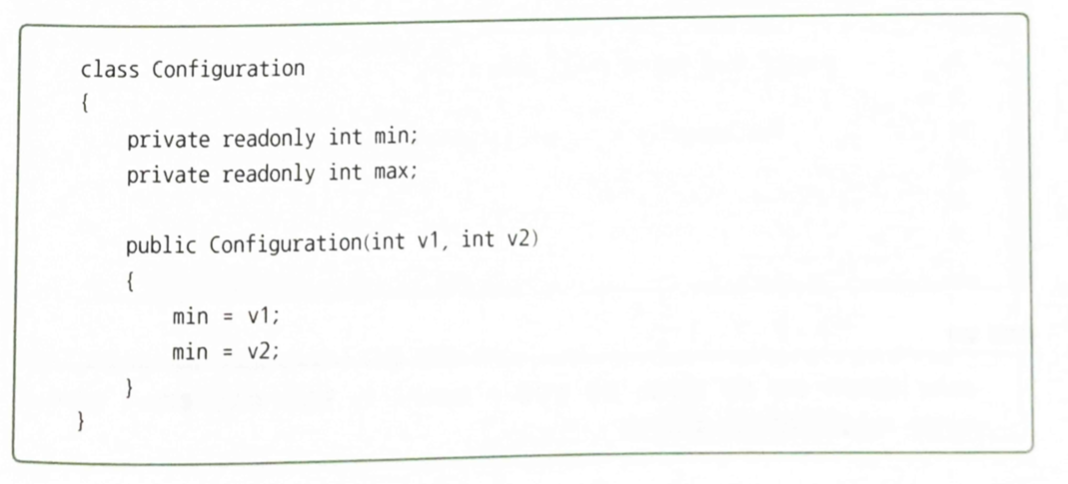 class Configuration
{
private readonly int min;
private readonly int max;
public Configuration(int v1, int v2)
{
min = v1;
min = v2;
}
}